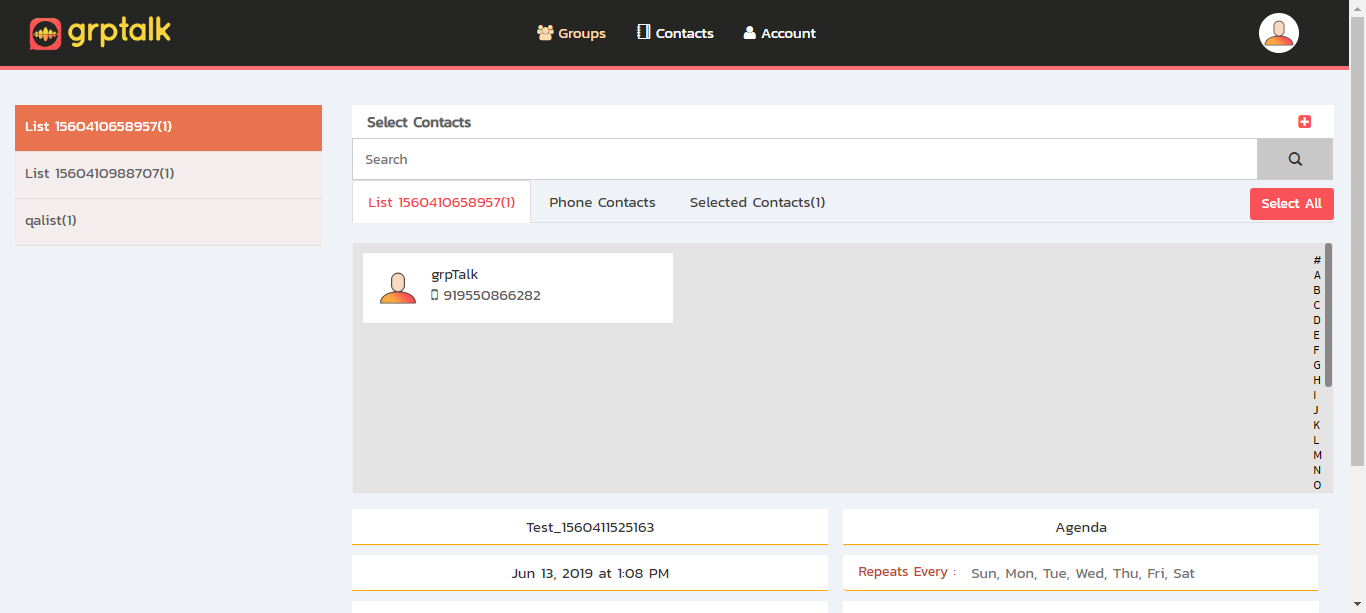 grptalk
Groups
Contacts
Account
List 1560410658957(1)
List 1560410988707(1)
qalist(1)
Select Contacts
Search
List 1560410658957(1)
Phone Contacts
Selected Contacts(1)
Select All
grpTalk
919550866282
#
A
B
C
D
E
F
G
H
I
J
K
L
M
N
O
Test_1560411525163
Agenda
Jun 13, 2019 at 1:08 PM
Repeats Every : Sun, Mon, Tue, Wed, Thu, Fri, Sat